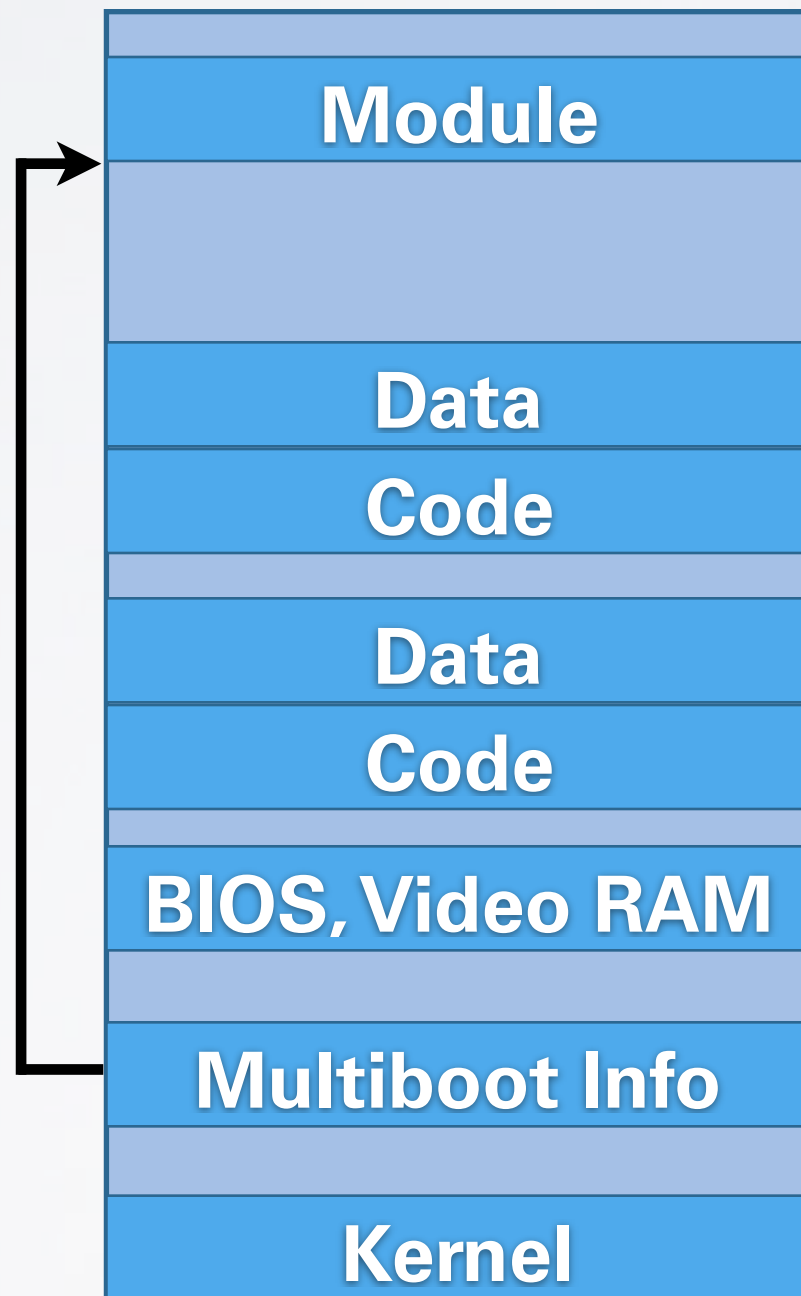 Module
Data
Code
Data
Code
BIOS, Video RAM
Multiboot Info
Kernel